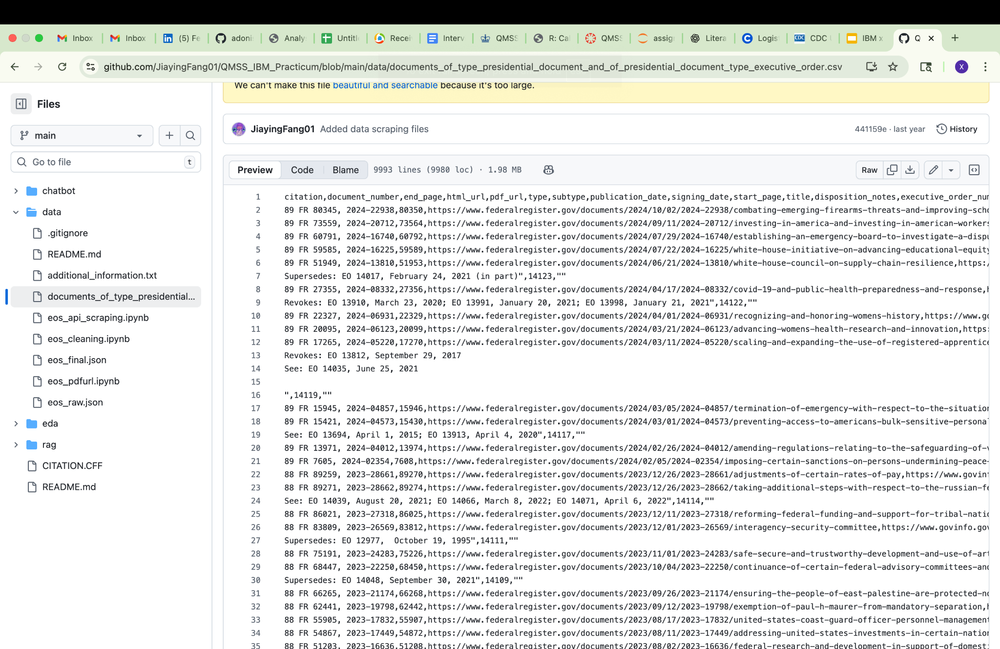 Inbox
Inbox
(5) Fe
adoni
Analy
Untitl
Recei
Interv
QMSS
R: Cal
QMSS
assig
Litera
Logis
CDC
IBM x
Q
github.com/JiayingFang01/QMSS_IBM_Practicum/blob/main/data/documents_of_type_presidential_document_and_of_presidential_document_type_executive_order.csv
X
Files
main
Go to file
t
chatbot
data
.gitignore
README.md
additional_information.txt
documents_of_type_presidential...
eos_api_scraping.ipynb
eos_cleaning.ipynb
eos_final.json
eos_pdfurl.ipynb
eos_raw.json
eda
rag
CITATION.CFF
README.md
We can't make this file beautiful and searchable because it's too large.
JiayingFang01 Added data scraping files
441159e · last year
History
Preview Code Blame 9993 lines (9980 loc) · 1.98 MB
Raw
1 citation,document_number,end_page,html_url,pdf_url,type,subtype,publication_date,signing_date,start_page,title,disposition_notes,executive_order_num
2 89 FR 80345, 2024-22938,80350,https://www.federalregister.gov/documents/2024/10/02/2024-22938/combating-emerging-firearms-threats-and-improving-scho
3 89 FR 73559, 2024-20712,73564,https://www.federalregister.gov/documents/2024/09/11/2024-20712/investing-in-america-and-investing-in-american-workers
4 89 FR 60791, 2024-16740,60792,https://www.federalregister.gov/documents/2024/07/29/2024-16740/establishing-an-emergency-board-to-investigate-a-dispu
5 89 FR 59585, 2024-16225,59589,https://www.federalregister.gov/documents/2024/07/22/2024-16225/white-house-initiative-on-advancing-educational-equity
6 89 FR 51949, 2024-13810,51953,https://www.federalregister.gov/documents/2024/06/21/2024-13810/white-house-council-on-supply-chain-resilience,https:/
7 Supersedes: EO 14017, February 24, 2021 (in part)",14123,""
8 89 FR 27355, 2024-08332,27356,https://www.federalregister.gov/documents/2024/04/17/2024-08332/covid-19-and-public-health-preparedness-and-response,h
9 Revokes: EO 13910, March 23, 2020; EO 13991, January 20, 2021; EO 13998, January 21, 2021",14122,""
10 89 FR 22327, 2024-06931,22329,https://www.federalregister.gov/documents/2024/04/01/2024-06931/recognizing-and-honoring-womens-history,https://www.go
11 89 FR 20095, 2024-06123,20099,https://www.federalregister.gov/documents/2024/03/21/2024-06123/advancing-womens-health-research-and-innovation,https:
12 89 FR 17265, 2024-05220,17270,https://www.federalregister.gov/documents/2024/03/11/2024-05220/scaling-and-expanding-the-use-of-registered-apprentice
13 Revokes: EO 13812, September 29, 2017
14 See: EO 14035, June 25, 2021
15
16 ",14119,""
17 89 FR 15945, 2024-04857,15946,https://www.federalregister.gov/documents/2024/03/05/2024-04857/termination-of-emergency-with-respect-to-the-situation
18 89 FR 15421, 2024-04573,15430,https://www.federalregister.gov/documents/2024/03/01/2024-04573/preventing-access-to-americans-bulk-sensitive-personal
19 See: EO 13694, April 1, 2015; EO 13913, April 4, 2020",14117,""
20 89 FR 13971, 2024-04012,13974,https://www.federalregister.gov/documents/2024/02/26/2024-04012/amending-regulations-relating-to-the-safeguarding-of-v
21 89 FR 7605, 2024-02354,7608,https://www.federalregister.gov/documents/2024/02/05/2024-02354/imposing-certain-sanctions-on-persons-undermining-peace-
22 88 FR 89259, 2023-28661,89270,https://www.federalregister.gov/documents/2023/12/26/2023-28661/adjustments-of-certain-rates-of-pay,https://www.govinf
23 88 FR 89271, 2023-28662,89274,https://www.federalregister.gov/documents/2023/12/26/2023-28662/taking-additional-steps-with-respect-to-the-russian-fe
24 See: EO 14039, August 20, 2021; EO 14066, March 8, 2022; EO 14071, April 6, 2022",14114,""
25 88 FR 86021, 2023-27318,86025,https://www.federalregister.gov/documents/2023/12/11/2023-27318/reforming-federal-funding-and-support-for-tribal-natio
26 88 FR 83809, 2023-26569,83812,https://www.federalregister.gov/documents/2023/12/01/2023-26569/interagency-security-committee,https://www.govinfo.gov
27 Supersedes: EO 12977,  October 19, 1995",14111,""
28 88 FR 75191, 2023-24283,75226,https://www.federalregister.gov/documents/2023/11/01/2023-24283/safe-secure-and-trustworthy-development-and-use-of-art
29 88 FR 68447, 2023-22250,68450,https://www.federalregister.gov/documents/2023/10/04/2023-22250/continuance-of-certain-federal-advisory-committees-and
30 Supersedes: EO 14048, September 30, 2021",14109,""
31 88 FR 66265, 2023-21174,66268,https://www.federalregister.gov/documents/2023/09/26/2023-21174/ensuring-the-people-of-east-palestine-are-protected-no
32 88 FR 62441, 2023-19798,62442,https://www.federalregister.gov/documents/2023/09/12/2023-19798/exemption-of-paul-h-maurer-from-mandatory-separation,h
33 88 FR 55905, 2023-17832,55907,https://www.federalregister.gov/documents/2023/08/17/2023-17832/united-states-coast-guard-officer-personnel-management
34 88 FR 54867, 2023-17449,54872,https://www.federalregister.gov/documents/2023/08/11/2023-17449/addressing-united-states-investments-in-certain-nation
35 88 FR 51203, 2023-16636,51208,https://www.federalregister.gov/documents/2023/08/02/2023-16636/federal-research-and-development-in-support-of-domesti